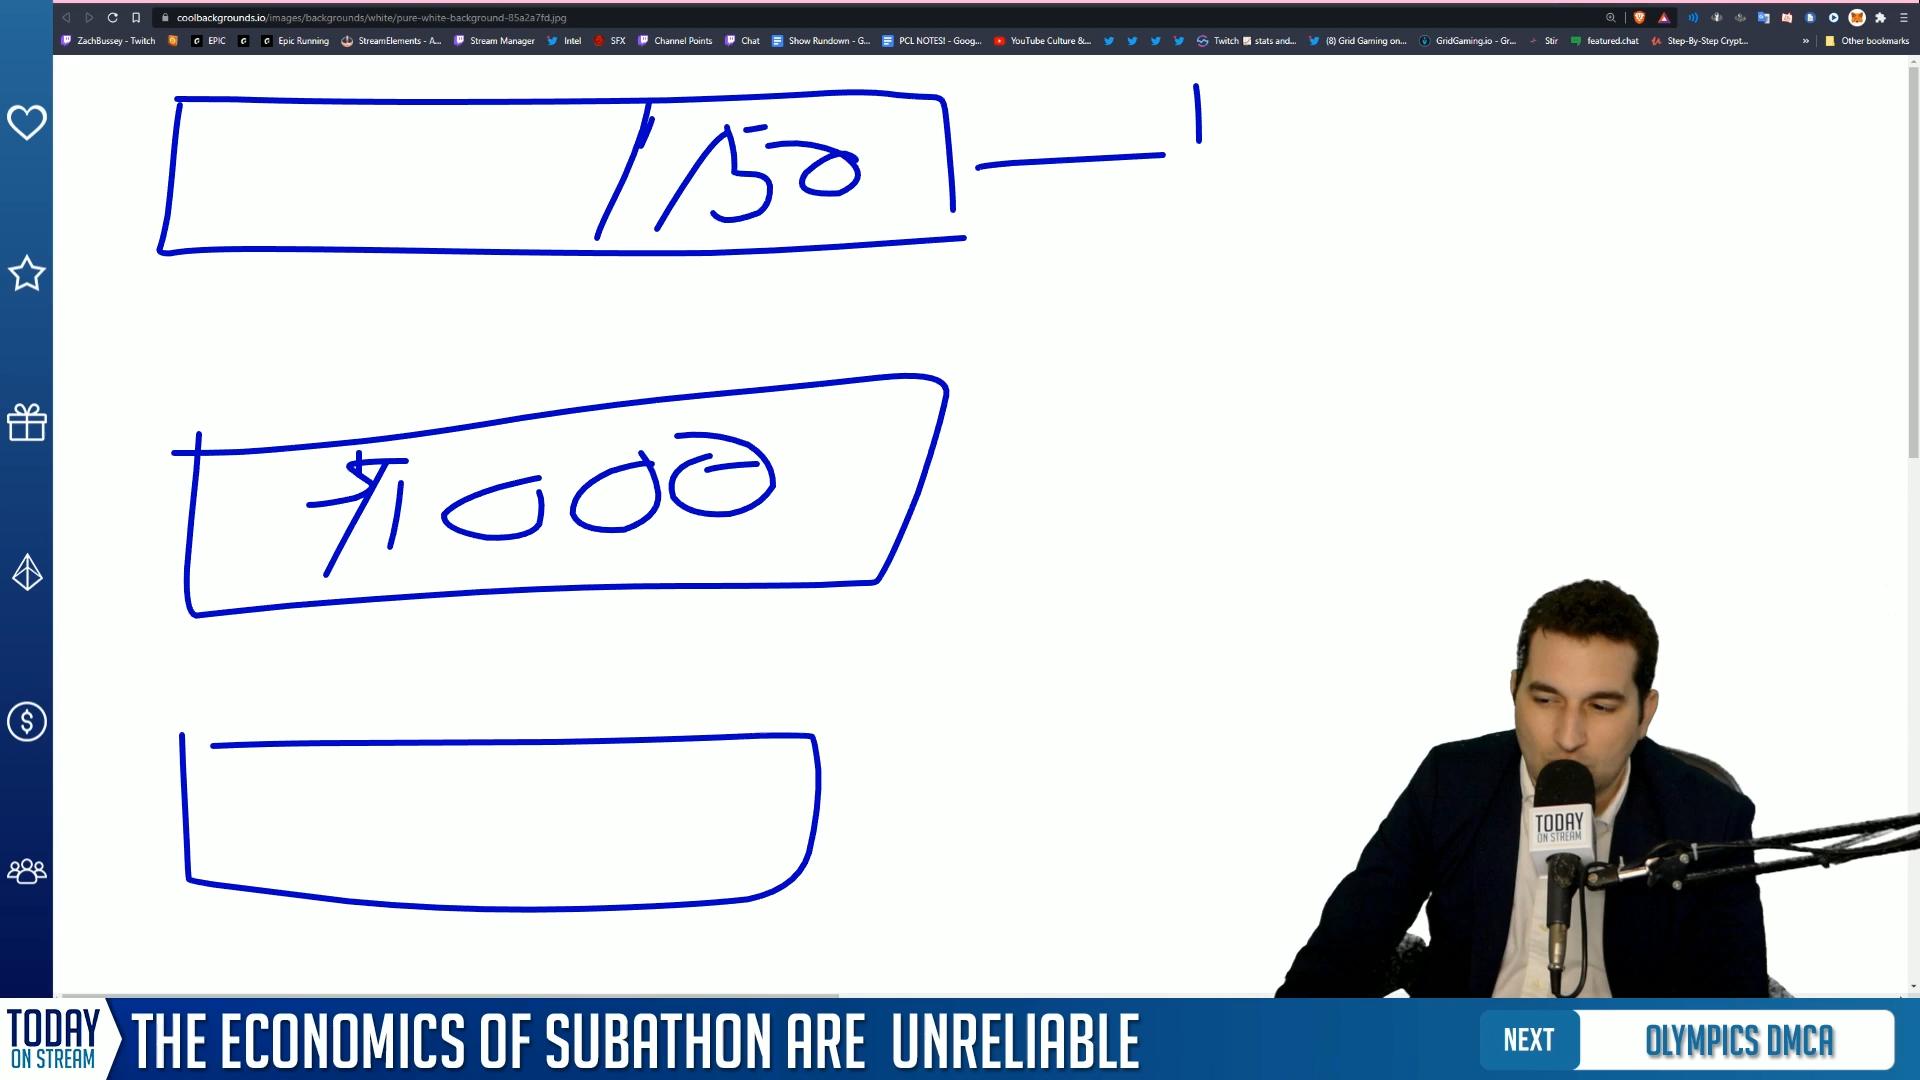 coolbackgrounds.io/images/backgrounds/white/pure-white-background-85a2a7fd.jpg
ZachBussey - Twitch EPIC Epic Running StreamElements - A... Stream Manager Intel SFX Channel Points Chat Show Rundown - G... PCL NOTES! - Goog... YouTube Culture &... Twitch stats and... (8) Grid Gaming on... GridGaming.io - Gr... Stir featured.chat Step-By-Step Crypt... » Other bookmarks
/150
1000
TODAY
ON STREAM
TODAY
ON STREAM
THE ECONOMICS OF SUBATHON ARE UNRELIABLE
NEXT
OLYMPICS DMCA